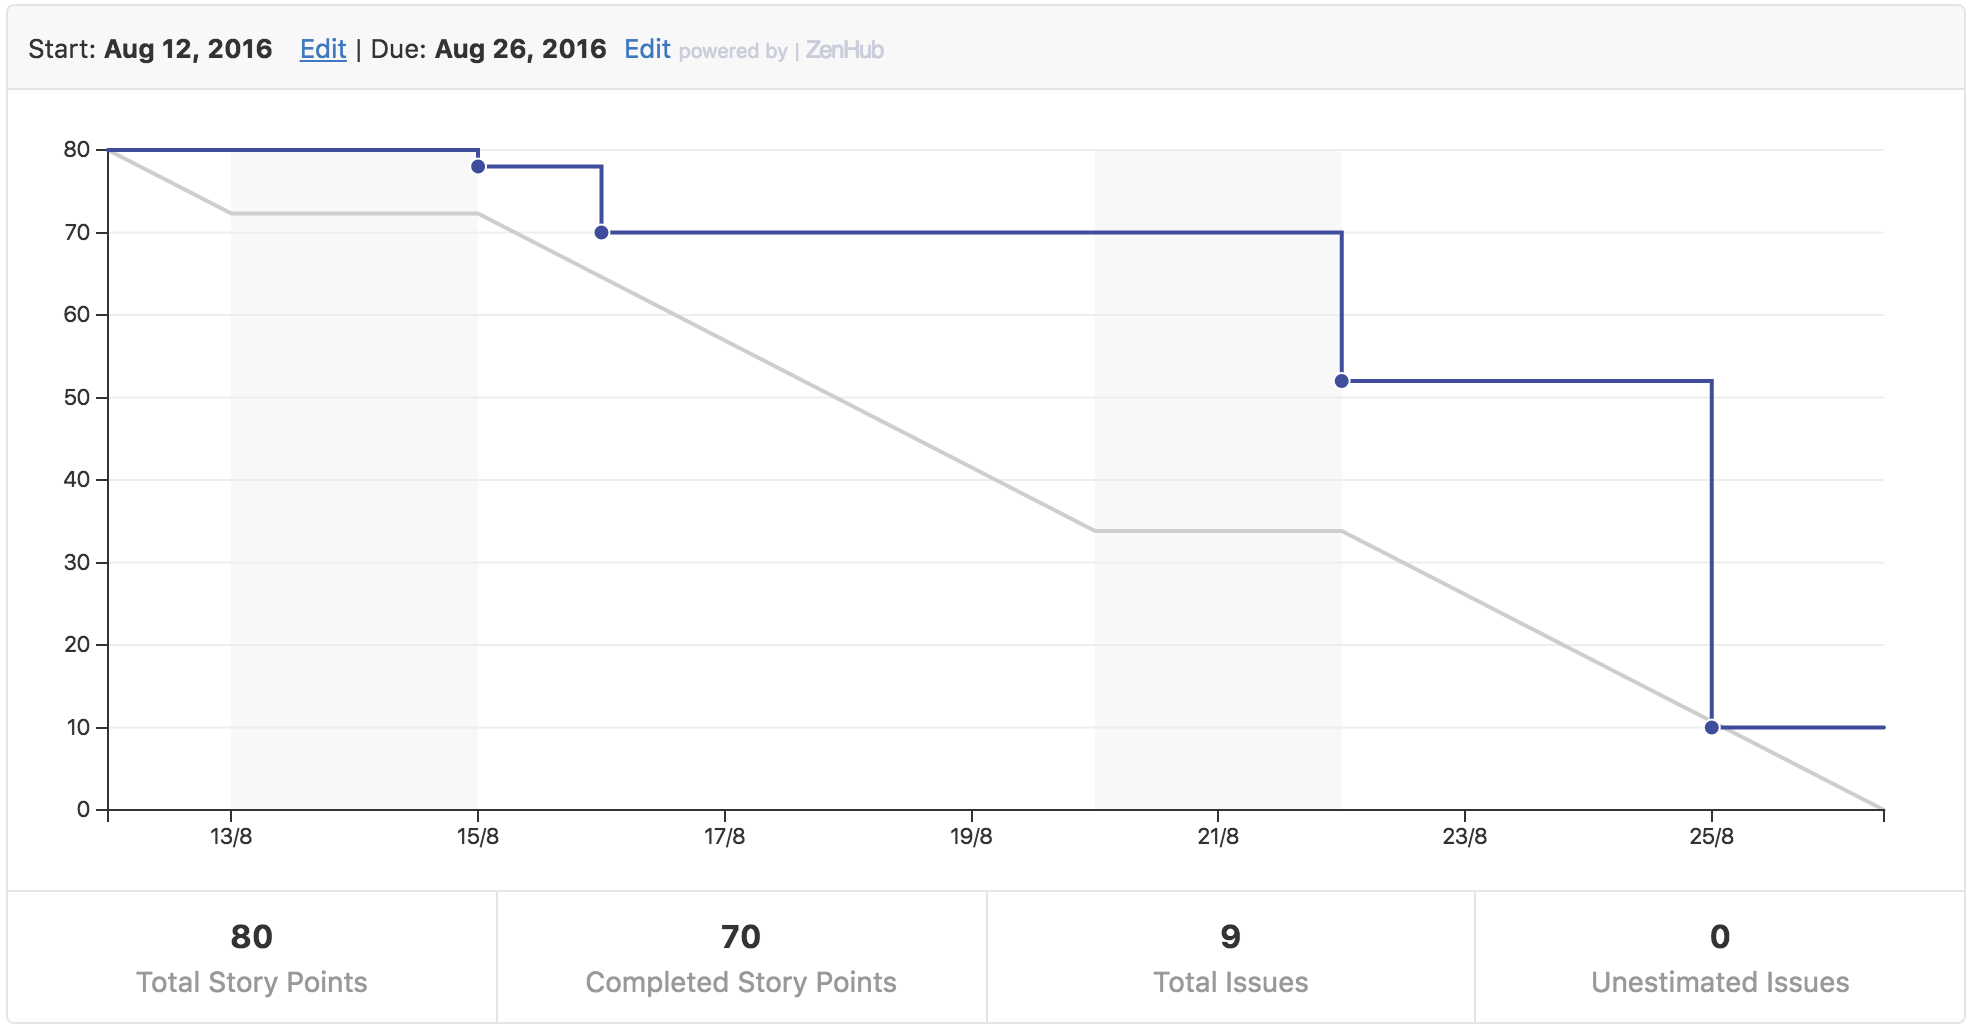 Start: Aug 12, 2016 Edit | Due: Aug 26, 2016 Edit powered by | ZenHub
80
70
60
50
40
30
20
10
0
13/8 15/8 17/8 19/8 21/8 23/8 25/8
80 70 9 0
Total Story Points Completed Story Points Total Issues Unestimated Issues